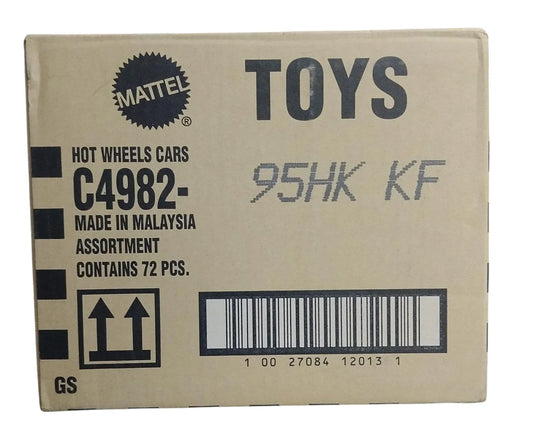 MATTEL
®
TOYS
HOT WHEELS CARS
C4982-
95HK KF
MADE IN MALAYSIA
ASSORTMENT
CONTAINS 72 PCS.
1 00 27084 12013 1
GS